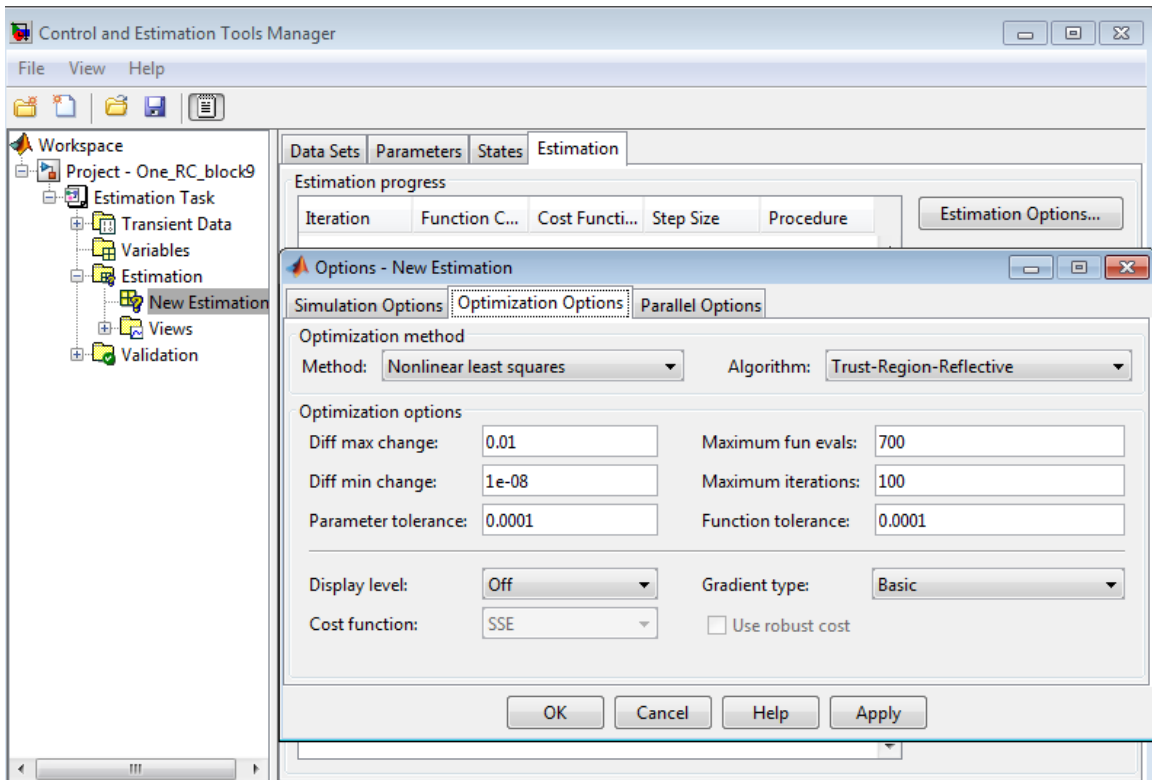 Control and Estimation Tools Manager
File View Help
Workspace
Project - One_RC_block9
Estimation Task
Transient Data
Variables
Estimation
New Estimation
Views
Validation
Data Sets Parameters States Estimation
Estimation progress
Iteration Function C... Cost Functi... Step Size Procedure
Estimation Options...
Options - New Estimation
Simulation Options Optimization Options Parallel Options
Optimization method
Method: Nonlinear least squares Algorithm: Trust-Region-Reflective
Optimization options
Diff max change: 0.01 Maximum fun evals: 700
Diff min change: 1e-08 Maximum iterations: 100
Parameter tolerance: 0.0001 Function tolerance: 0.0001
Display level: Off Gradient type: Basic
Cost function: SSE Use robust cost
OK Cancel Help Apply